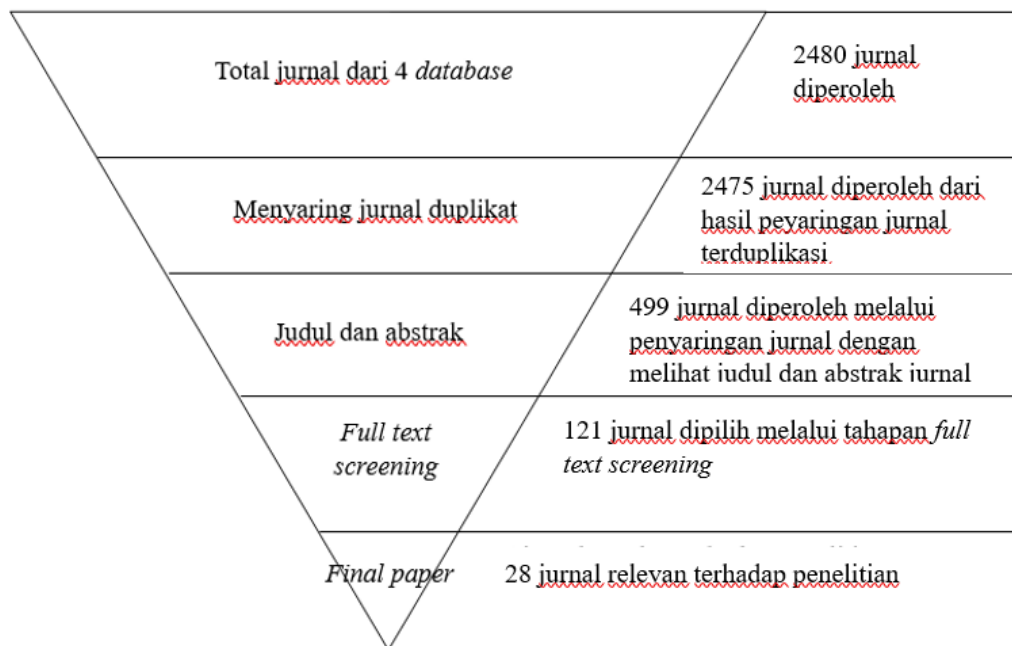 Total jurnal dari 4 database
2480 jurnal
diperoleh
Menyaring jurnal duplikat
2475 jurnal diperoleh dari
hasil peyaringan jurnal
terduplikasi.
Judul dan abstrak
499 jurnal diperoleh melalui
penyaringan jurnal dengan
melihat judul dan abstrak jurnal
Full text
screening
121 jurnal dipilih melalui tahapan full
text screening
Final paper
28 jurnal relevan terhadap penelitian